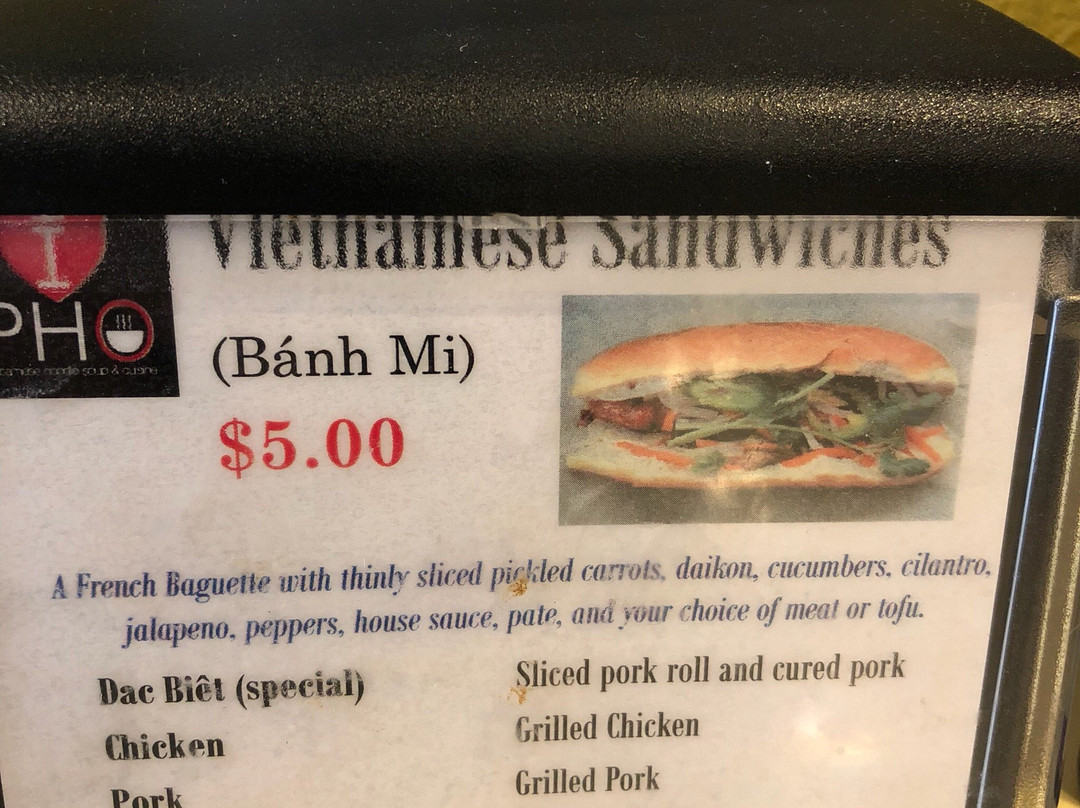 Vietnamese Sandwiches
I
PHO
(Bánh Mi)
$5.00
A French Baguette with thinly sliced pickled carrots, daikon, cucumbers, cilantro,
jalapeno, peppers, house sauce, pate, and your choice of meat or tofu.
Dac Biêt (special) Sliced pork roll and cured pork
Chicken Grilled Chicken
Pork Grilled Pork